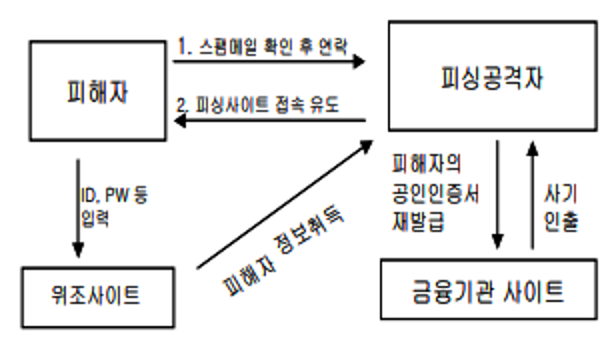 1. 스팸메일 확인 후 연락
피해자
피싱공격자
2. 피싱사이트 접속 유도
ID, PW 등
입력
피해자 정보취득
피해자의
공인인증서
재발급
사기
인출
위조사이트
금융기관 사이트